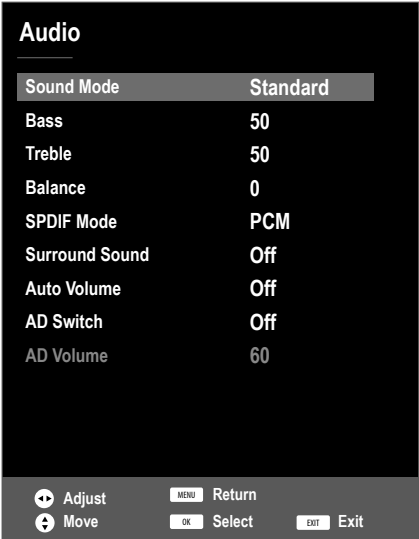 Audio
Sound Mode Standard
Bass 50
Treble 50
Balance 0
SPDIF Mode PCM
Surround Sound Off
Auto Volume Off
AD Switch Off
AD Volume 60
Adjust MENU Return
Move OK Select EXIT Exit